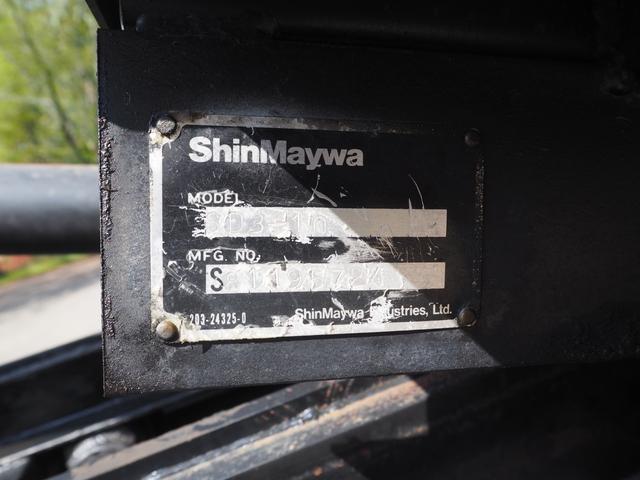 ShinMaywa
MODEL
MFG. NO.
S
203-24325-0
ShinMaywa Industries, Ltd.